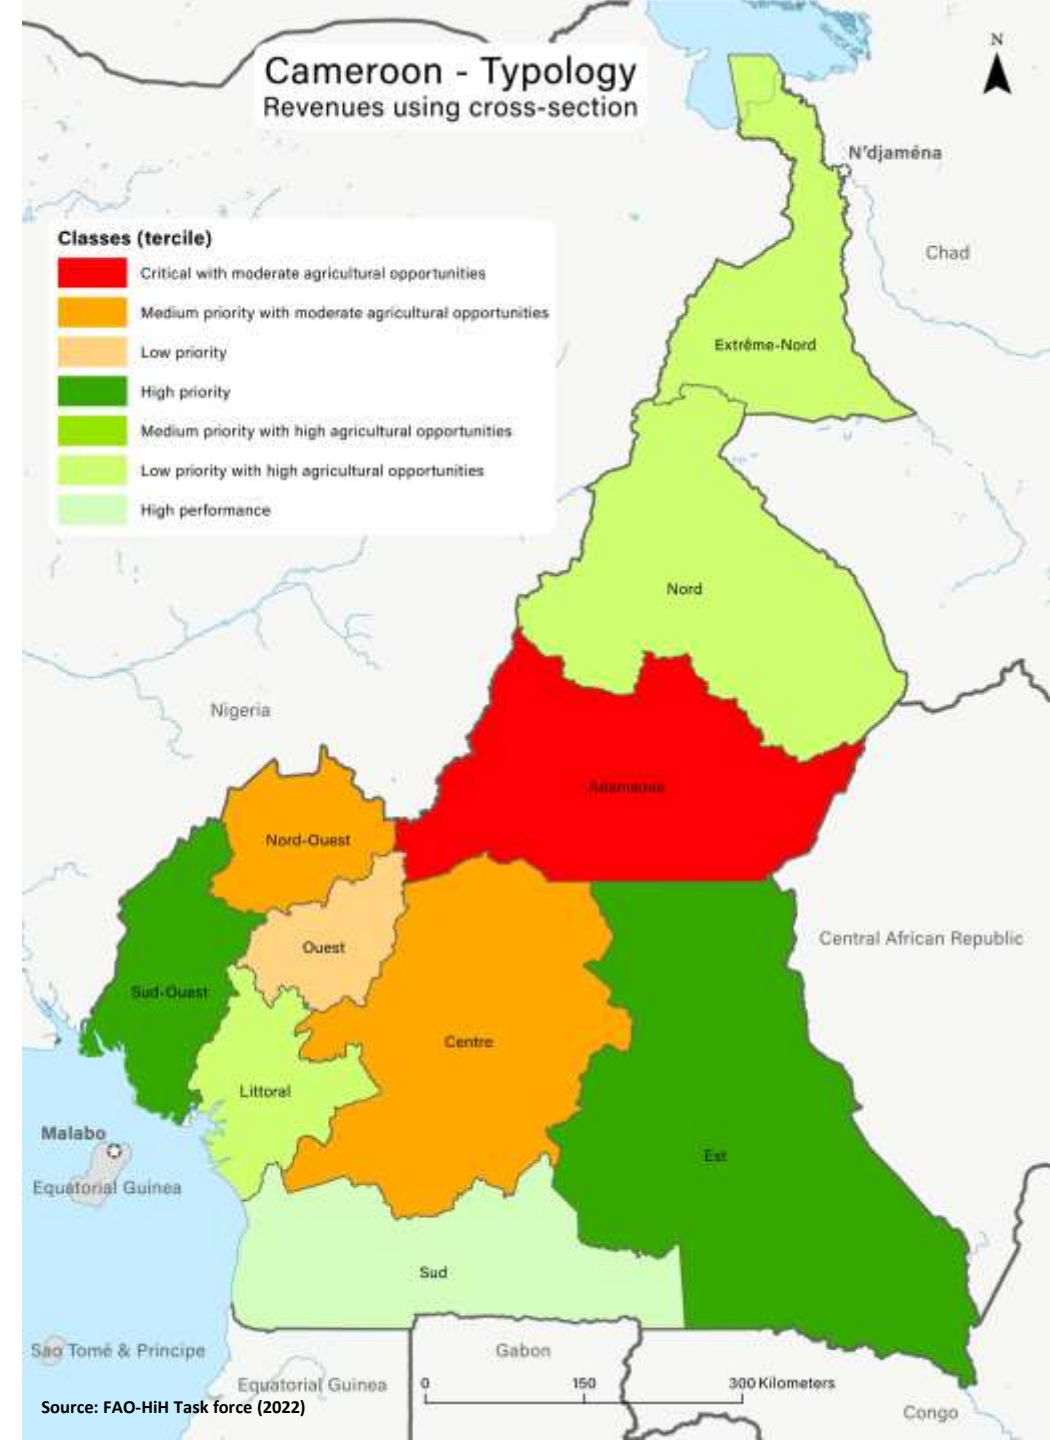 Cameroon - Typology
Revenues using cross-section
N
N'djaména
Chad
Classes (tercile)
Critical with moderate agricultural opportunities
Medium priority with moderate agricultural opportunities
Low priority
High priority
Medium priority with high agricultural opportunities
Low priority with high agricultural opportunities
High performance
Extrême-Nord
Nord
Nigeria
Adamaoua
Nord-Ouest
Ouest
Central African Republic
Sud-Ouest
Centre
Littoral
Malabo
Est
Equatorial Guinea
Sud
Sao Tomé & Principe
Gabon
Equatorial Guinea
0 150 300 Kilometers
Source: FAO-HiH Task force (2022)
Congo